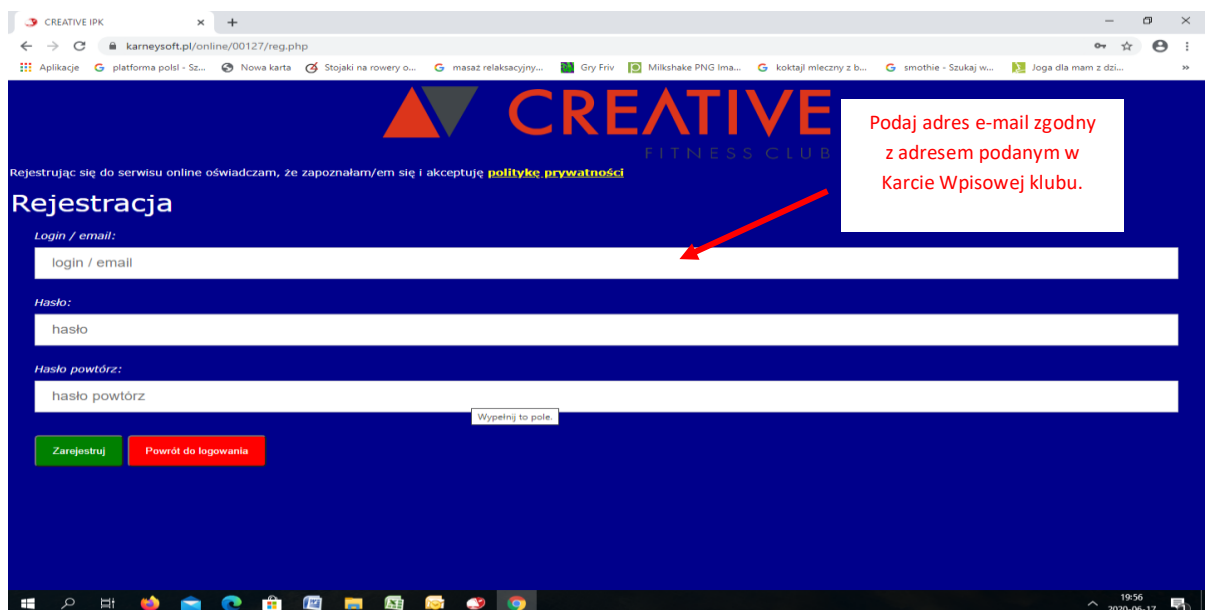 CREATIVE IPK
karneysoft.pl/online/00127/reg.php
Aplikacje platforma polsl - Sz... Nowa karta Stojaki na rowery o... masaż relaksacyjny... Gry Friv Milkshake PNG Ima... koktajl mleczny z b... smothie - Szukaj w... Joga dla mam z dzi... »
CREATIVE
FITNESS CLUB
Podaj adres e-mail zgodny
z adresem podanym w
Karcie Wpisowej klubu.
Rejestrując się do serwisu online oświadczam, że zapoznałam/em się i akceptuję politykę prywatności
Rejestracja
Login / email:
login / email
Hasło:
hasło
Hasło powtórz:
hasło powtórz
Wypełnij to pole.
Zarejestruj Powrót do logowania
19:56
2020-06-17